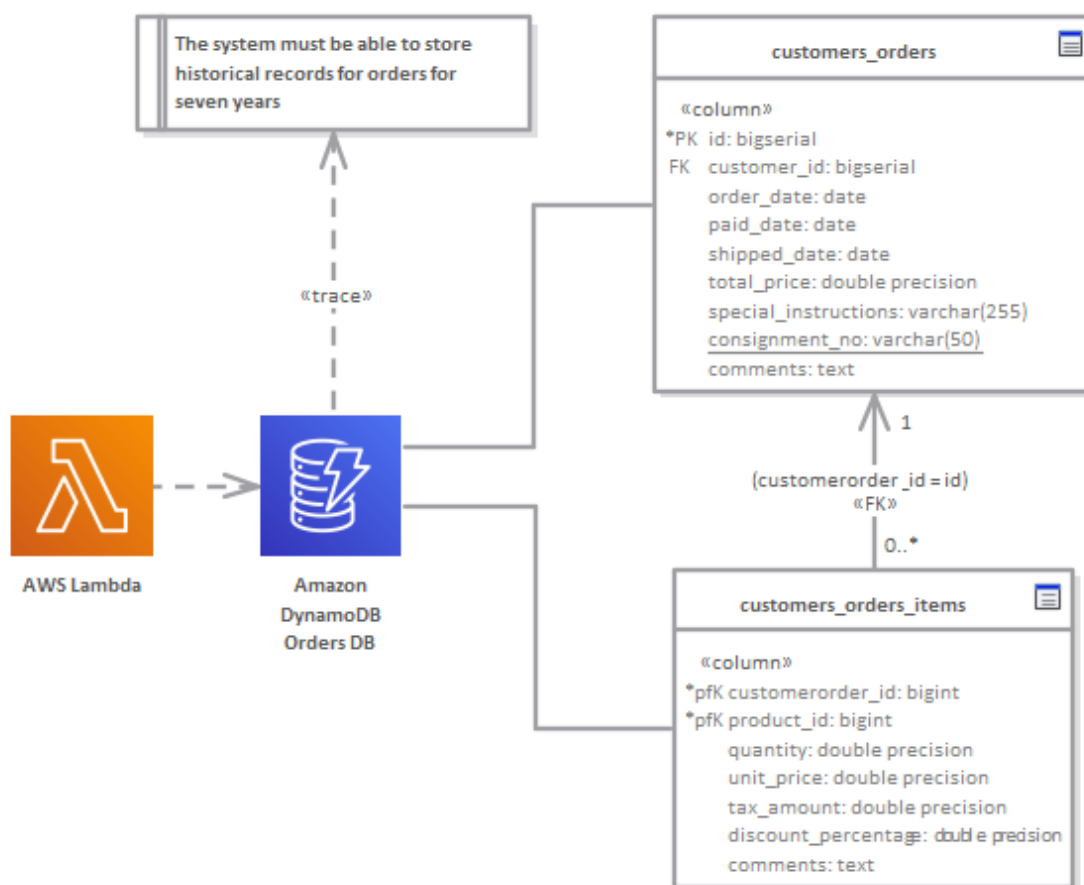 The system must be able to store
historical records for orders for
seven years
customers_orders
«column»
*PK id: bigserial
FK customer_id: bigserial
order_date: date
paid_date: date
shipped_date: date
total_price: double precision
special_instructions: varchar(255)
consignment_no: varchar(50)
comments: text
«trace»
1
(customerorder_id = id)
«FK»
0..*
AWS Lambda
Amazon
DynamoDB
Orders DB
customers_orders_items
«column»
*pfK customerorder_id: bigint
*pfK product_id: bigint
quantity: double precision
unit_price: double precision
tax_amount: double precision
discount_percentage: double precision
comments: text